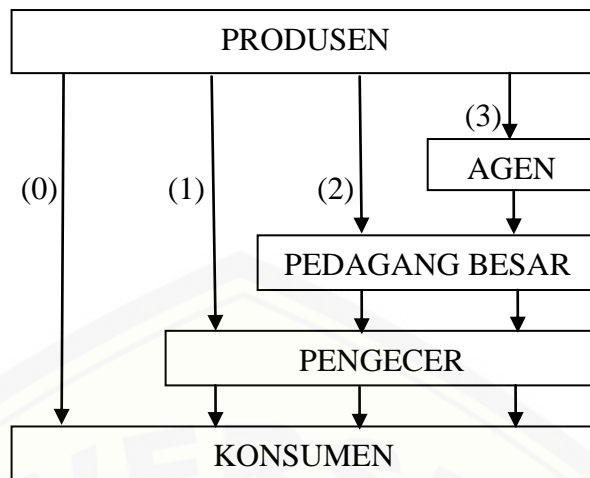 PRODUSEN
(3)
AGEN
(0)
(1)
(2)
PEDAGANG BESAR
PENGECER
KONSUMEN